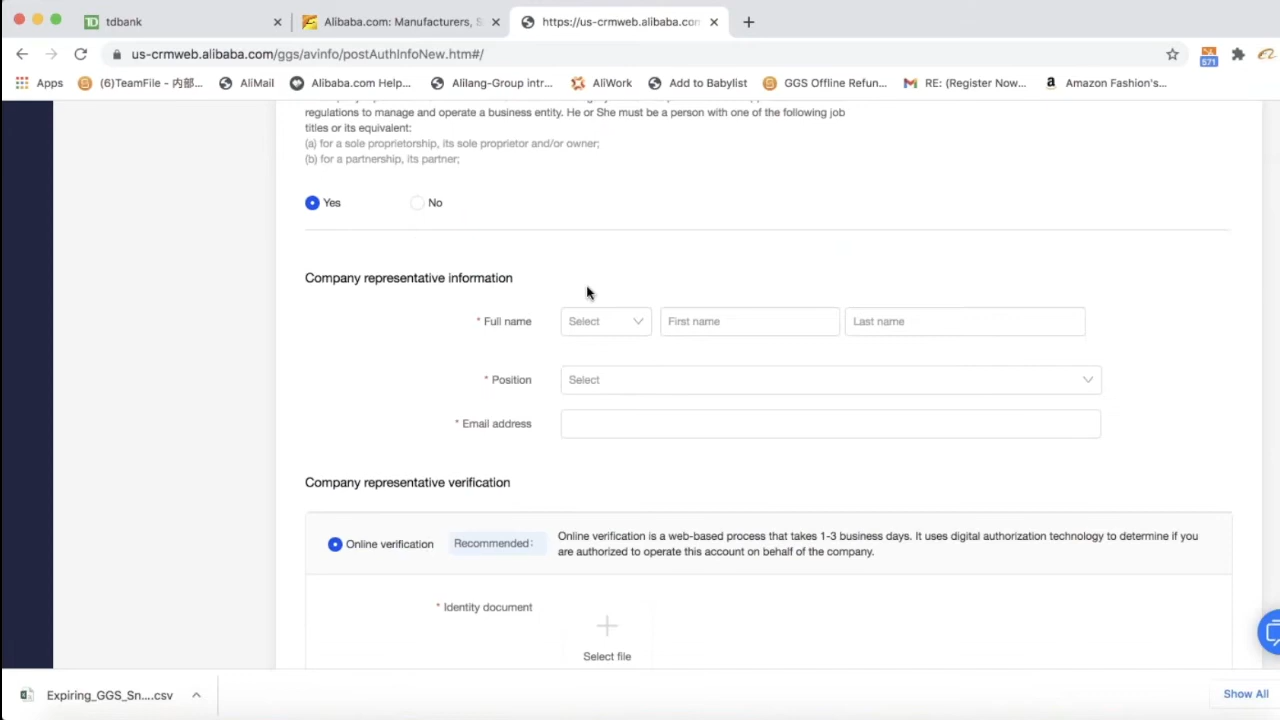 tdbank
Alibaba.com: Manufacturers, S
https://us-crmweb.alibaba.com
us-crmweb.alibaba.com/ggs/avinfo/postAuthInfoNew.htm#/
571
Apps
(6)TeamFile - 内部...
AliMail
Alibaba.com Help...
Alilang-Group intr...
AliWork
Add to Babylist
GGS Offline Refun...
RE: (Register Now...
Amazon Fashion's...
regulations to manage and operate a business entity. He or She must be a person with one of the following job
titles or its equivalent:
(a) for a sole proprietorship, its sole proprietor and/or owner;
(b) for a partnership, its partner;
Yes No
Company representative information
* Full name Select First name Last name
* Position Select
* Email address
Company representative verification
Online verification Recommended: Online verification is a web-based process that takes 1-3 business days. It uses digital authorization technology to determine if you
are authorized to operate this account on behalf of the company.
* Identity document
Select file
Expiring_GGS_Sn....csv
Show All